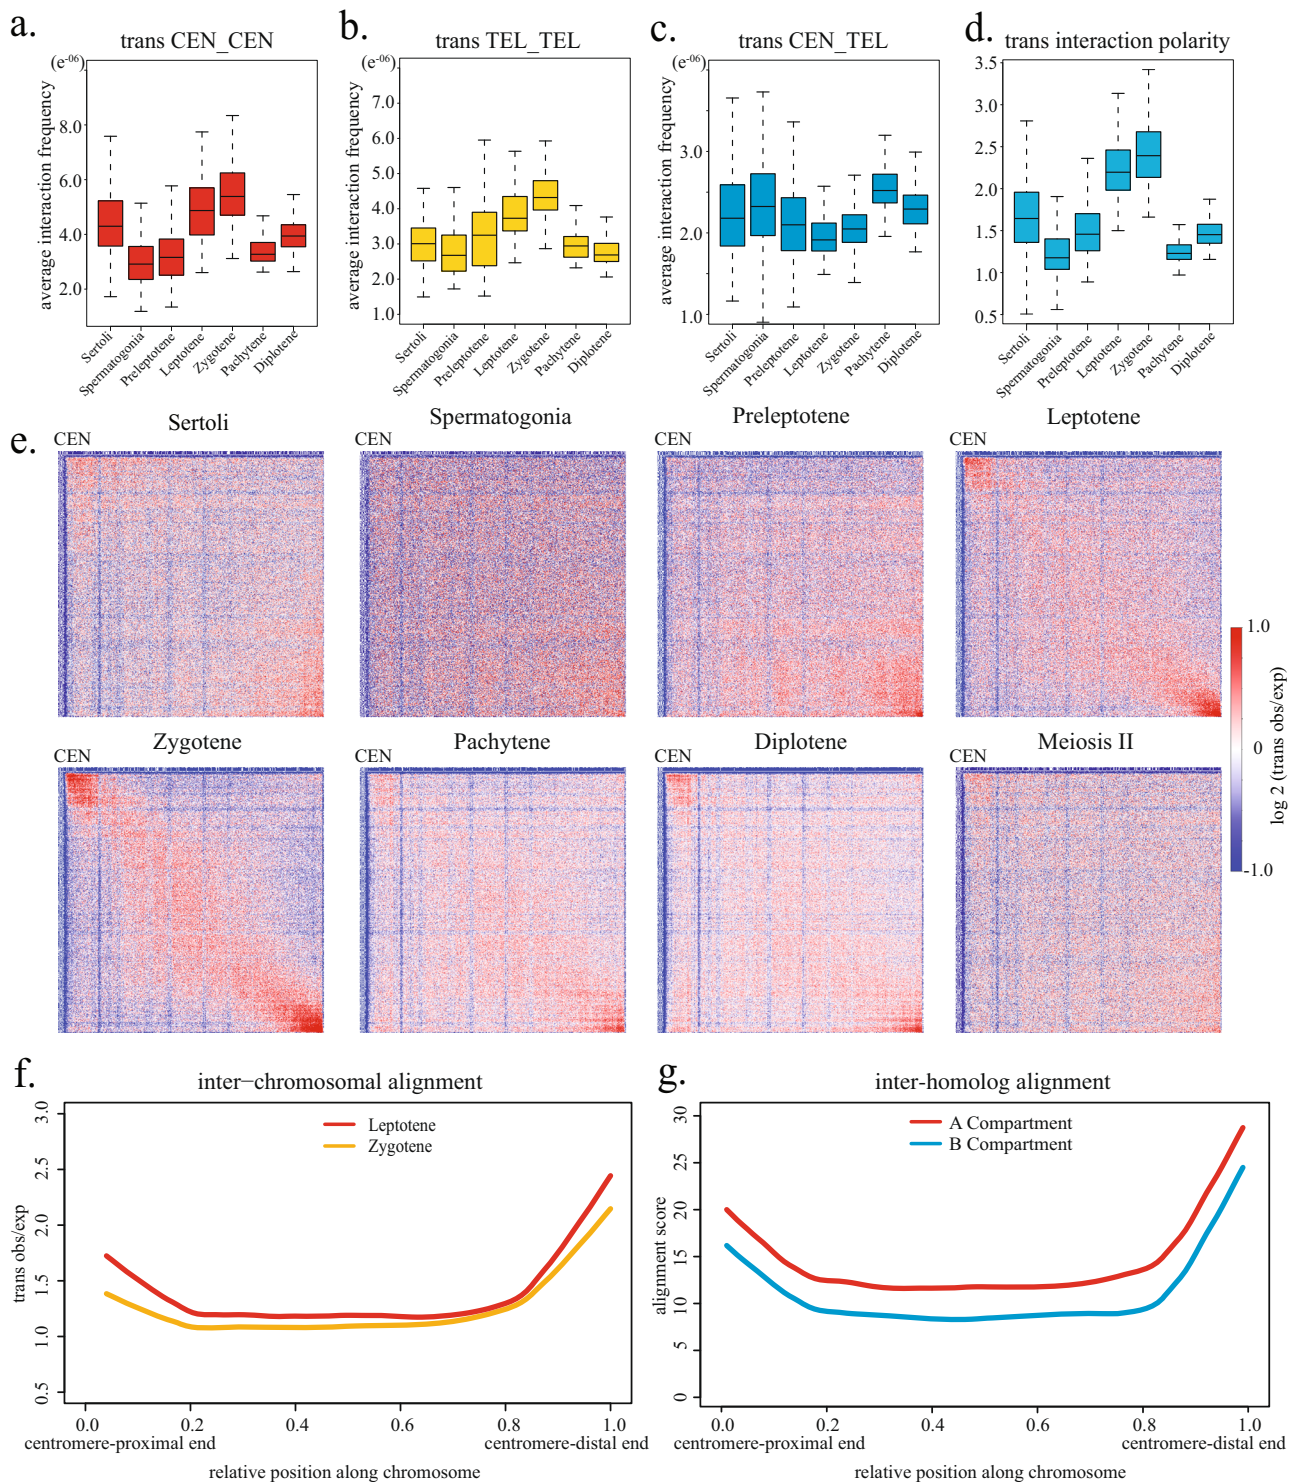 a.
trans CEN_CEN
(e⁻⁰⁶)
average interaction frequency
8.0
6.0
4.0
2.0
Sertoli
Spermatogonia
Preleptotene
Leptotene
Zygotene
Pachytene
Diplotene
b.
trans TEL_TEL
(e⁻⁰⁶)
average interaction frequency
7.0
6.0
5.0
4.0
3.0
2.0
1.0
Sertoli
Spermatogonia
Preleptotene
Leptotene
Zygotene
Pachytene
Diplotene
c.
trans CEN_TEL
(e⁻⁰⁶)
average interaction frequency
3.0
2.0
1.0
Sertoli
Spermatogonia
Preleptotene
Leptotene
Zygotene
Pachytene
Diplotene
d.
trans interaction polarity
3.5
3.0
2.5
2.0
1.5
1.0
0.5
Sertoli
Spermatogonia
Preleptotene
Leptotene
Zygotene
Pachytene
Diplotene
e.
Sertoli
CEN
Spermatogonia
CEN
Preleptotene
CEN
Leptotene
CEN
Zygotene
CEN
Pachytene
CEN
Diplotene
CEN
Meiosis II
CEN
1.0
0
-1.0
log 2 (trans obs/exp)
f.
inter−chromosomal alignment
Leptotene
Zygotene
trans obs/exp
3.0
2.5
2.0
1.5
1.0
0.5
0.0 0.2 0.4 0.6 0.8 1.0
centromere-proximal end centromere-distal end
relative position along chromosome
g.
inter-homolog alignment
A Compartment
B Compartment
alignment score
30
25
20
15
10
5
0
0.0 0.2 0.4 0.6 0.8 1.0
centromere-proximal end centromere-distal end
relative position along chromosome